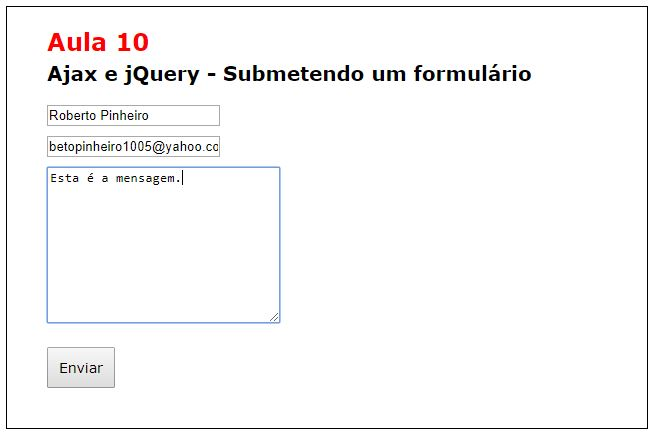 Aula 10
Ajax e jQuery - Submetendo um formulário
Roberto Pinheiro
betopinheiro1005@yahoo.co
Esta é a mensagem.
Enviar